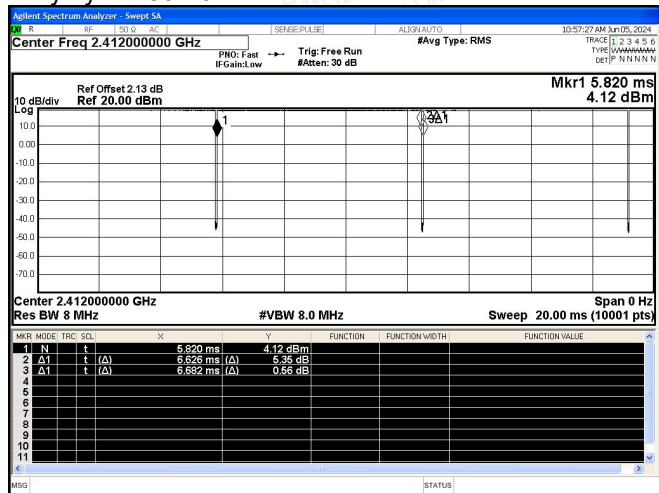 Agilent Spectrum Analyzer - Swept SA
R RF 50 Ω AC SENSE:PULSE ALIGN AUTO 10:57:27 AM Jun 05, 2024
Center Freq 2.412000000 GHz #Avg Type: RMS TRACE 1 2 3 4 5 6
PNO: Fast Trig: Free Run TYPE
IFGain:Low #Atten: 30 dB DET P N N N N N
Mkr1 5.820 ms
Ref Offset 2.13 dB
10 dB/div Ref 20.00 dBm 4.12 dBm
Log
1 3Δ1
10.0
0.00
-10.0
-20.0
-30.0
-40.0
-50.0
-60.0
-70.0
Center 2.412000000 GHz Span 0 Hz
Res BW 8 MHz #VBW 8.0 MHz Sweep 20.00 ms (10001 pts)
MKR MODE TRC SCL X Y FUNCTION FUNCTION WIDTH FUNCTION VALUE
1 N t 5.820 ms 4.12 dBm
2 Δ1 t (Δ) 6.626 ms (Δ) 5.35 dB
3 Δ1 t (Δ) 6.682 ms (Δ) 0.56 dB
4
5
6
7
8
9
10
11
MSG STATUS